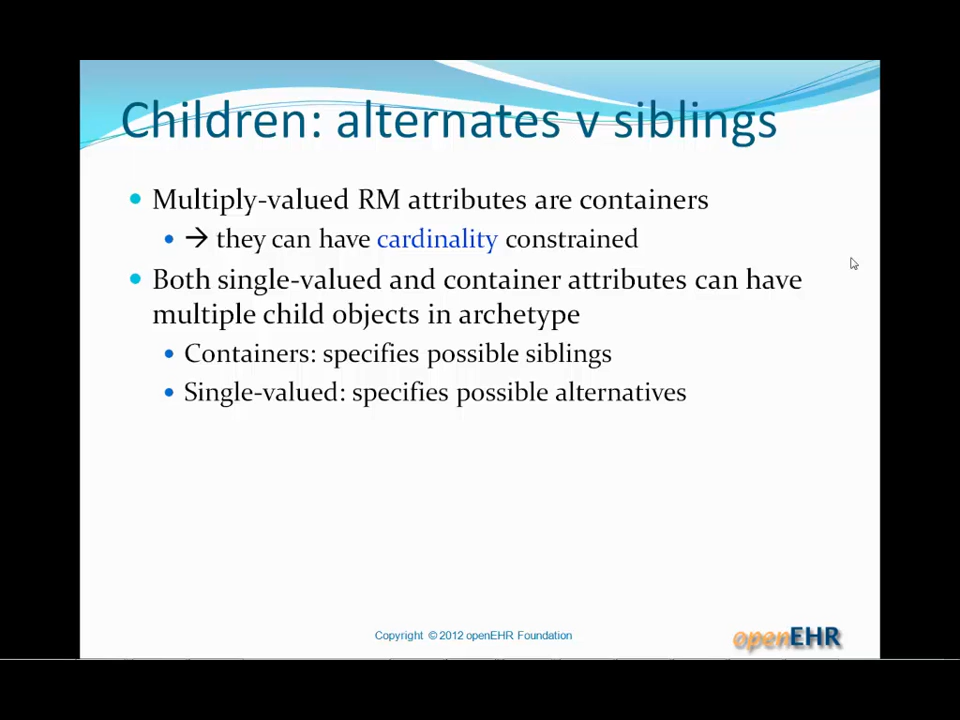 Children: alternates v siblings
• Multiply-valued RM attributes are containers
• → they can have cardinality constrained
• Both single-valued and container attributes can have
multiple child objects in archetype
• Containers: specifies possible siblings
• Single-valued: specifies possible alternatives
Copyright © 2012 openEHR Foundation
openEHR